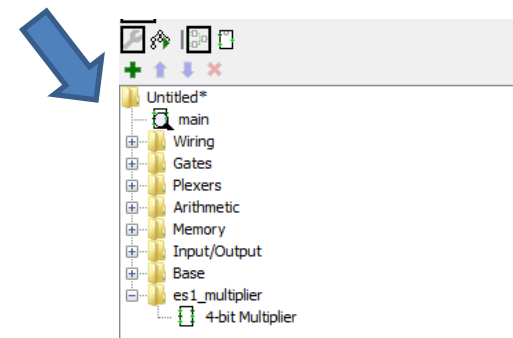 Untitled*
main
Wiring
Gates
Plexers
Arithmetic
Memory
Input/Output
Base
es1_multiplier
4-bit Multiplier